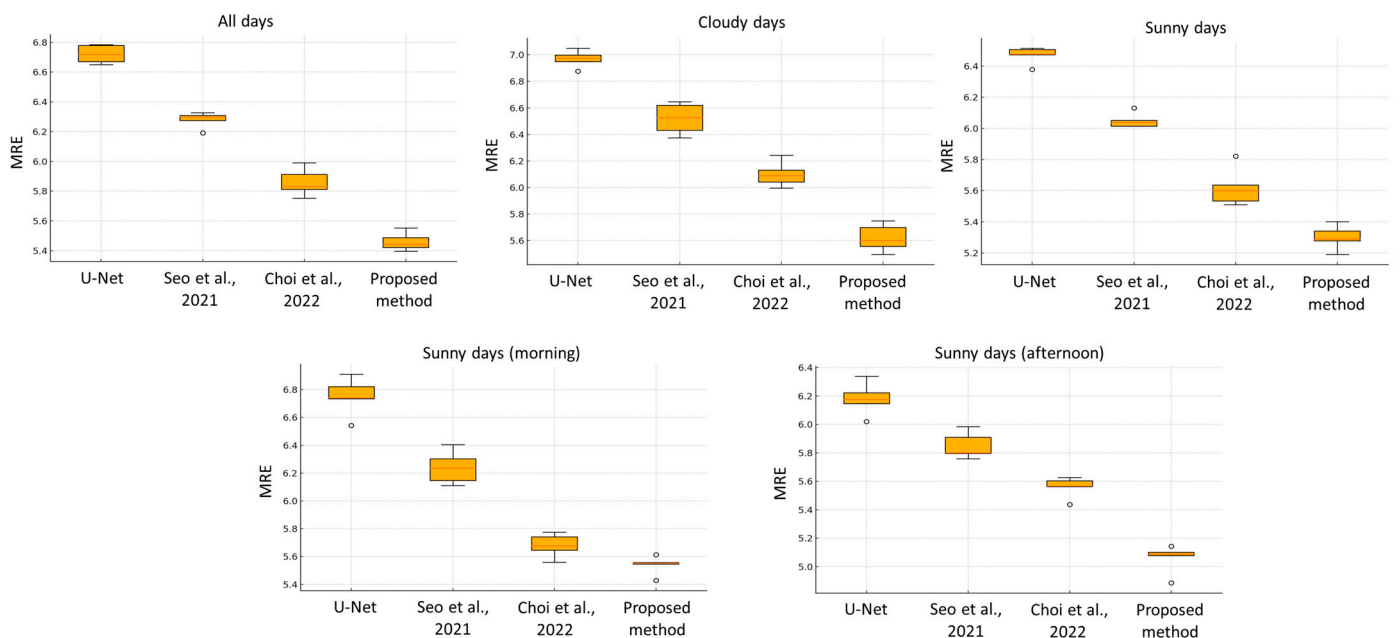 All days
MRE
6.8
6.6
6.4
6.2
6.0
5.8
5.6
5.4
U-Net
Seo et al.,
2021
Choi et al.,
2022
Proposed
method
Cloudy days
MRE
7.0
6.8
6.6
6.4
6.2
6.0
5.8
5.6
U-Net
Seo et al.,
2021
Choi et al.,
2022
Proposed
method
Sunny days
MRE
6.4
6.2
6.0
5.8
5.6
5.4
5.2
U-Net
Seo et al.,
2021
Choi et al.,
2022
Proposed
method
Sunny days (morning)
MRE
6.8
6.6
6.4
6.2
6.0
5.8
5.6
5.4
U-Net
Seo et al.,
2021
Choi et al.,
2022
Proposed
method
Sunny days (afternoon)
MRE
6.4
6.2
6.0
5.8
5.6
5.4
5.2
5.0
U-Net
Seo et al.,
2021
Choi et al.,
2022
Proposed
method